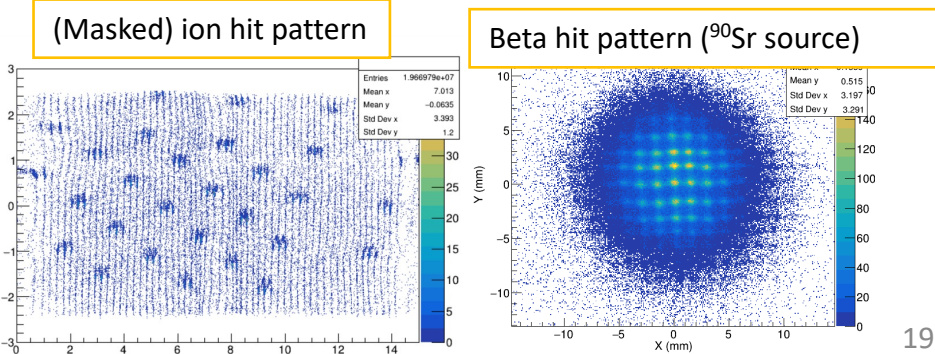 (Masked) ion hit pattern
Entries 1.966979e+07
Mean x 7.013
Mean y −0.0635
Std Dev x 3.393
Std Dev y 1.2
3
2
1
0
−1
−2
−3
0 2 4 6 8 10 12 14
30
25
20
15
10
5
0
Beta hit pattern (⁹⁰Sr source)
Mean y 0.515
Std Dev x 3.197
Std Dev y 3.291
10
5
0
−5
−10
Y (mm)
−10 −5 0 5 10
X (mm)
140
120
100
80
60
40
20
0
19